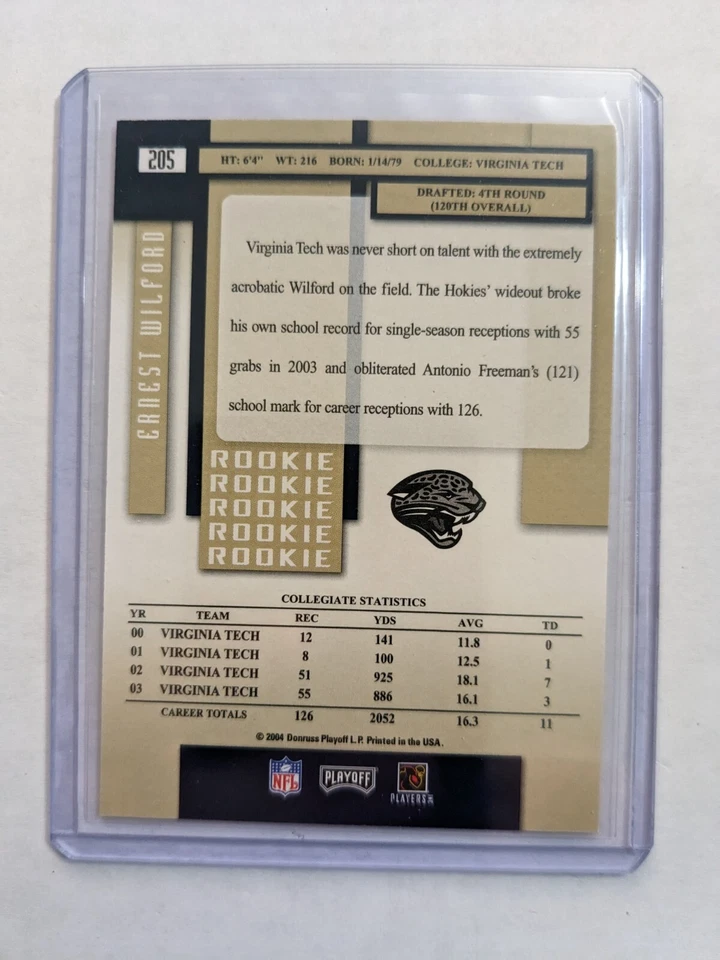 205
HT: 6'4" WT: 216 BORN: 1/14/79 COLLEGE: VIRGINIA TECH
DRAFTED: 4TH ROUND
(120TH OVERALL)
ERNEST WILFORD
Virginia Tech was never short on talent with the extremely
acrobatic Wilford on the field. The Hokies' wideout broke
his own school record for single-season receptions with 55
grabs in 2003 and obliterated Antonio Freeman's (121)
school mark for career receptions with 126.
ROOKIE
ROOKIE
ROOKIE
ROOKIE
ROOKIE
COLLEGIATE STATISTICS
YR TEAM REC YDS AVG TD
00 VIRGINIA TECH 12 141 11.8 0
01 VIRGINIA TECH 8 100 12.5 1
02 VIRGINIA TECH 51 925 18.1 7
03 VIRGINIA TECH 55 886 16.1 3
CAREER TOTALS 126 2052 16.3 11
© 2004 Donruss Playoff L.P. Printed in the USA.
NFL PLAYOFF PLAYERS INC